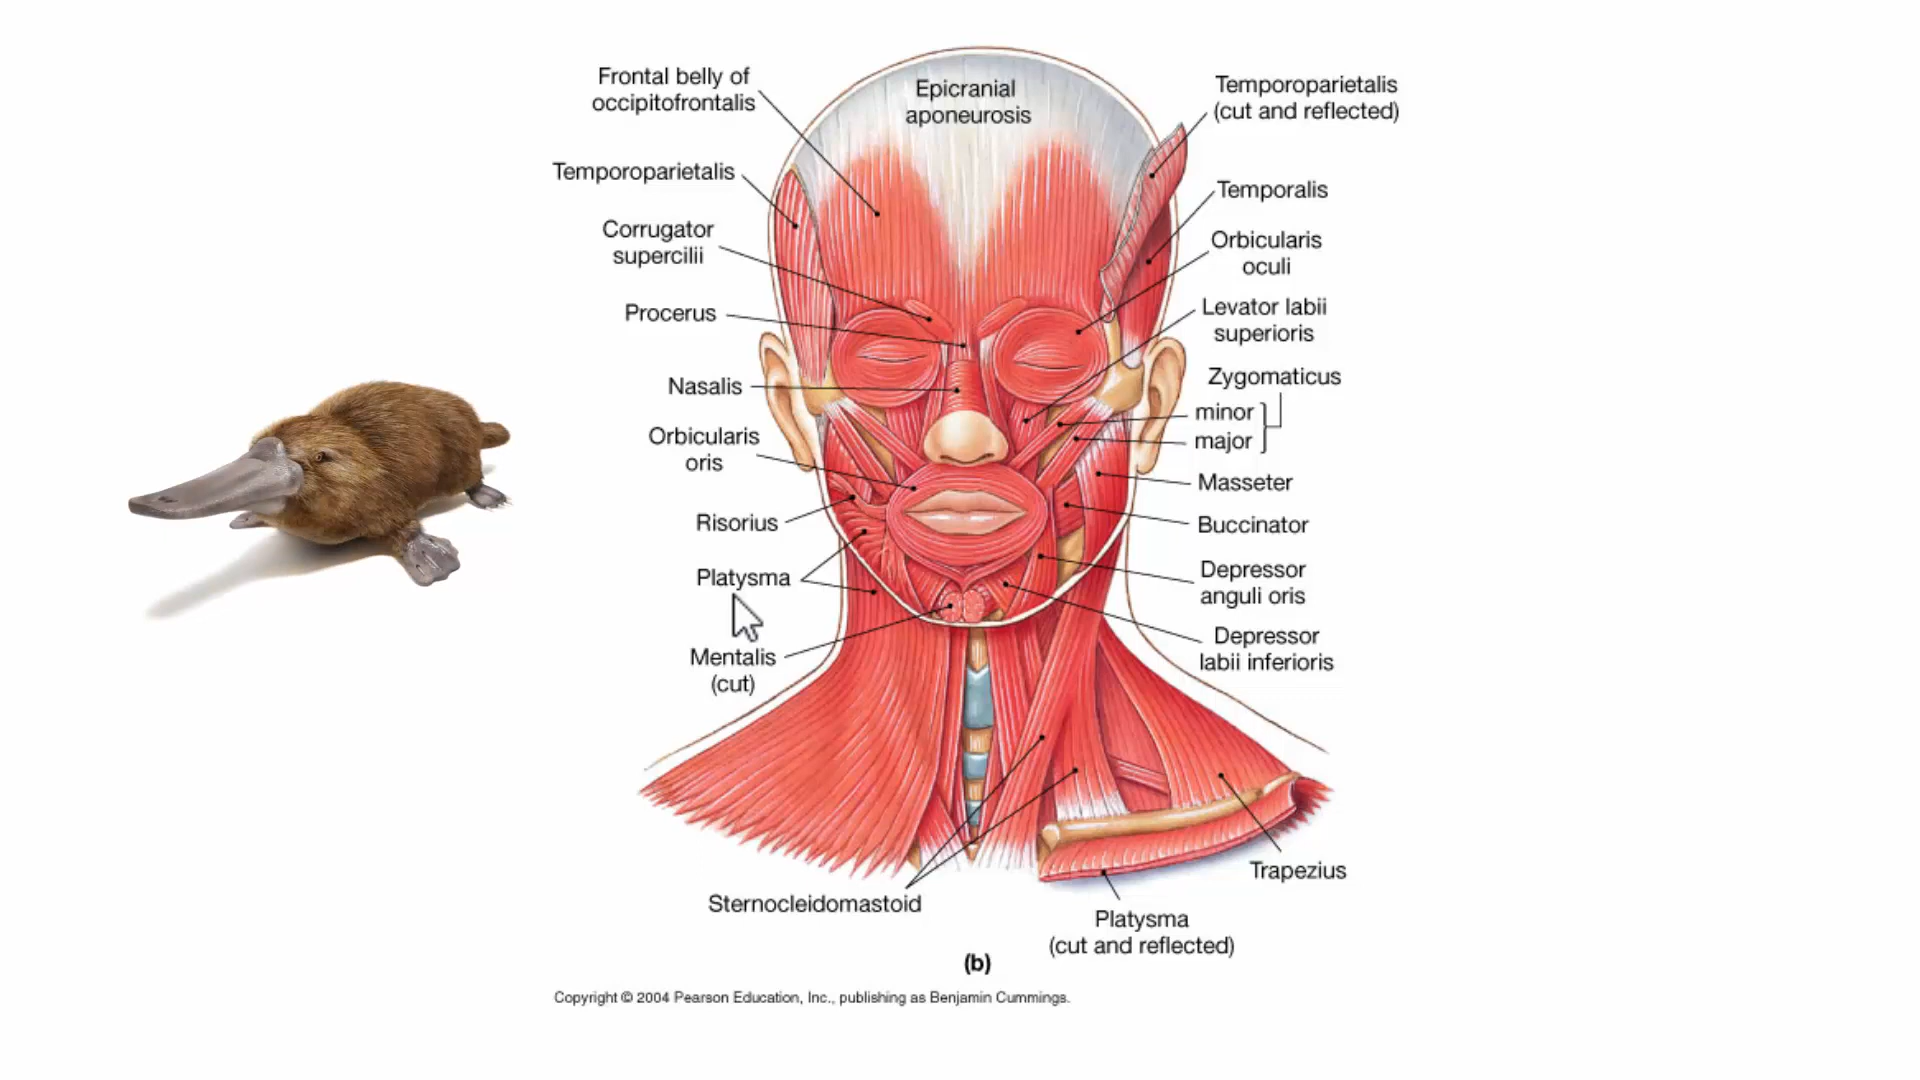 Frontal belly of
occipitofrontalis
Temporoparietalis
Corrugator
supercilii
Procerus
Nasalis
Orbicularis
oris
Risorius
Platysma
Mentalis
(cut)
Sternocleidomastoid
Epicranial
aponeurosis
Temporoparietalis
(cut and reflected)
Temporalis
Orbicularis
oculi
Levator labii
superioris
Zygomaticus
minor
major
Masseter
Buccinator
Depressor
anguli oris
Depressor
labii inferioris
Trapezius
Platysma
(cut and reflected)
(b)
Copyright © 2004 Pearson Education, Inc., publishing as Benjamin Cummings.